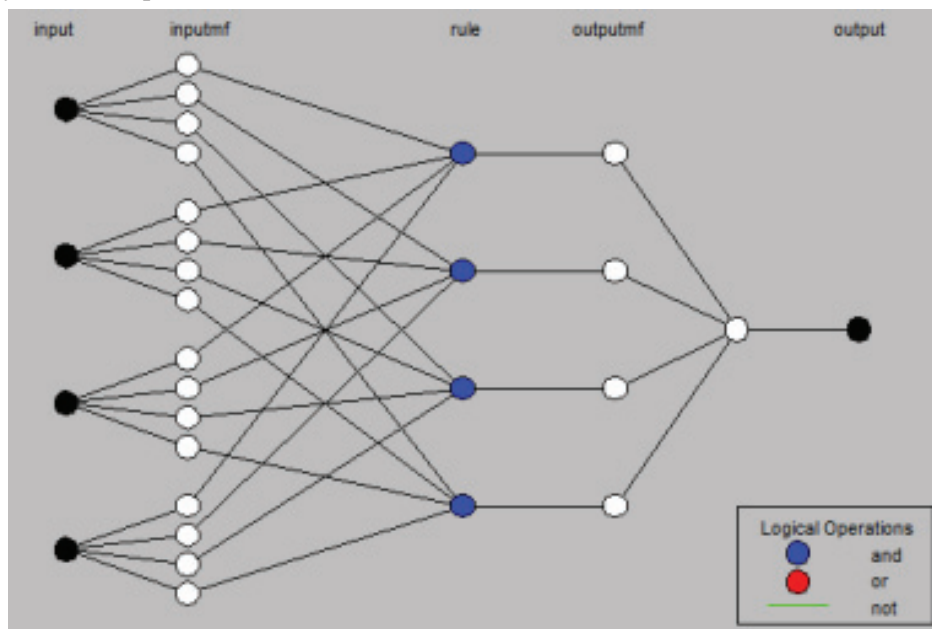 input inputmf rule outputmf output
Logical Operations
and
or
not